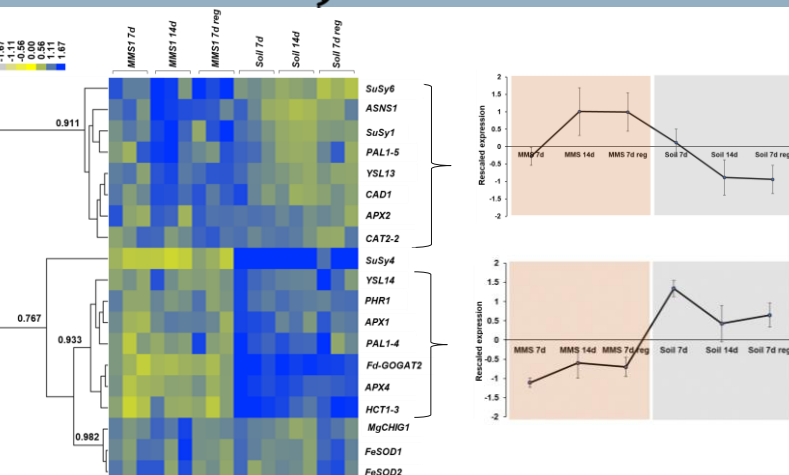 -1.67
-1.11
-0.56
0.00
0.56
1.11
1.67
MMS1 7d
MMS1 14d
MMS1 7d reg
Soil 7d
Soil 14d
Soil 7d reg
0.911
0.767
0.933
0.982
SuSy6
ASNS1
SuSy1
PAL1-5
YSL13
CAD1
APX2
CAT2-2
SuSy4
YSL14
PHR1
APX1
PAL1-4
Fd-GOGAT2
APX4
HCT1-3
MgCHIG1
FeSOD1
FeSOD2
Rescaled expression
2
1.5
1
0.5
0
-0.5
-1
-1.5
-2
MMS 7d
MMS 14d
MMS 7d reg
Soil 7d
Soil 14d
Soil 7d reg
Rescaled expression
2
1.5
1
0.5
0
-0.5
-1
-1.5
-2
MMS 7d
MMS 14d
MMS 7d reg
Soil 7d
Soil 14d
Soil 7d reg